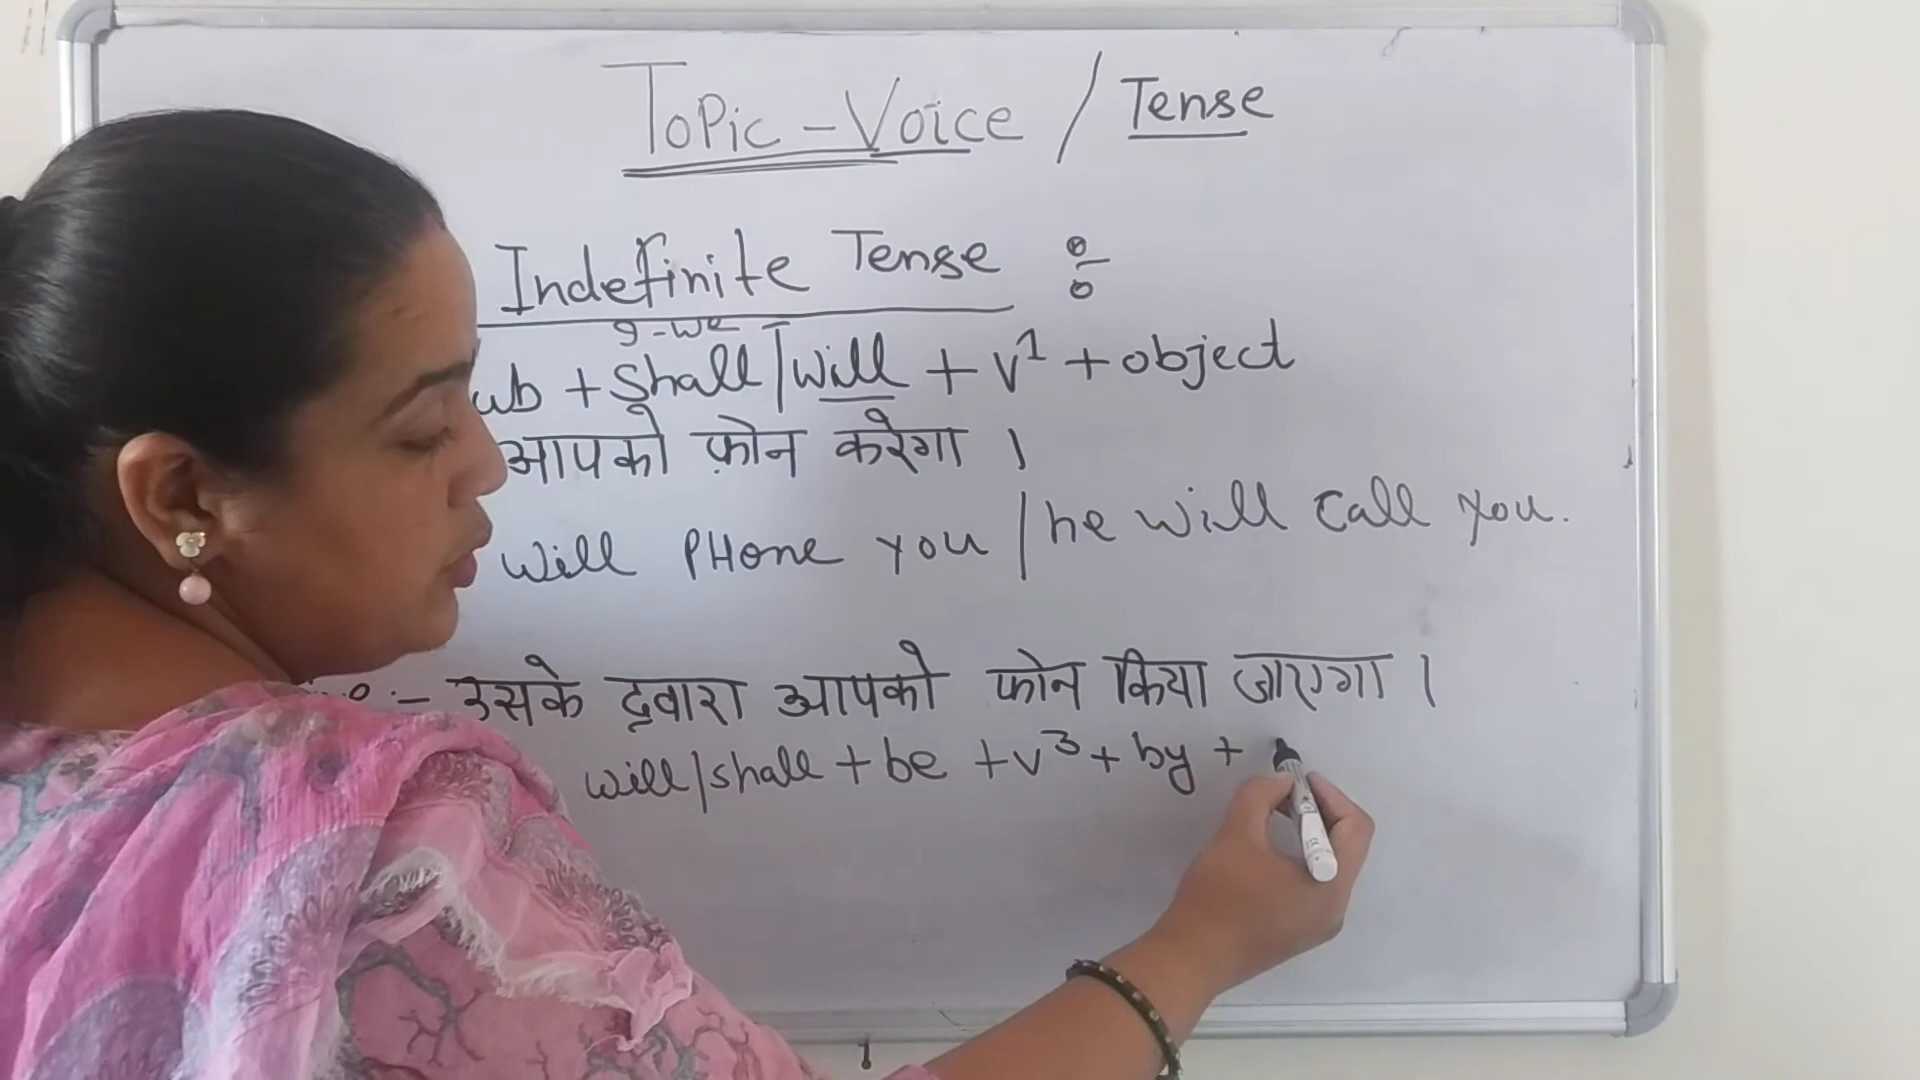 Topic - Voice / Tense
Indefinite Tense :
I - we
ub + Shall | will + v1 + object
आपको फ़ोन करेगा ।
Will PHone you | he will call you.
:- उसके द्वारा आपको फोन किया जाएगा ।
will|shall + be + v3 + by +